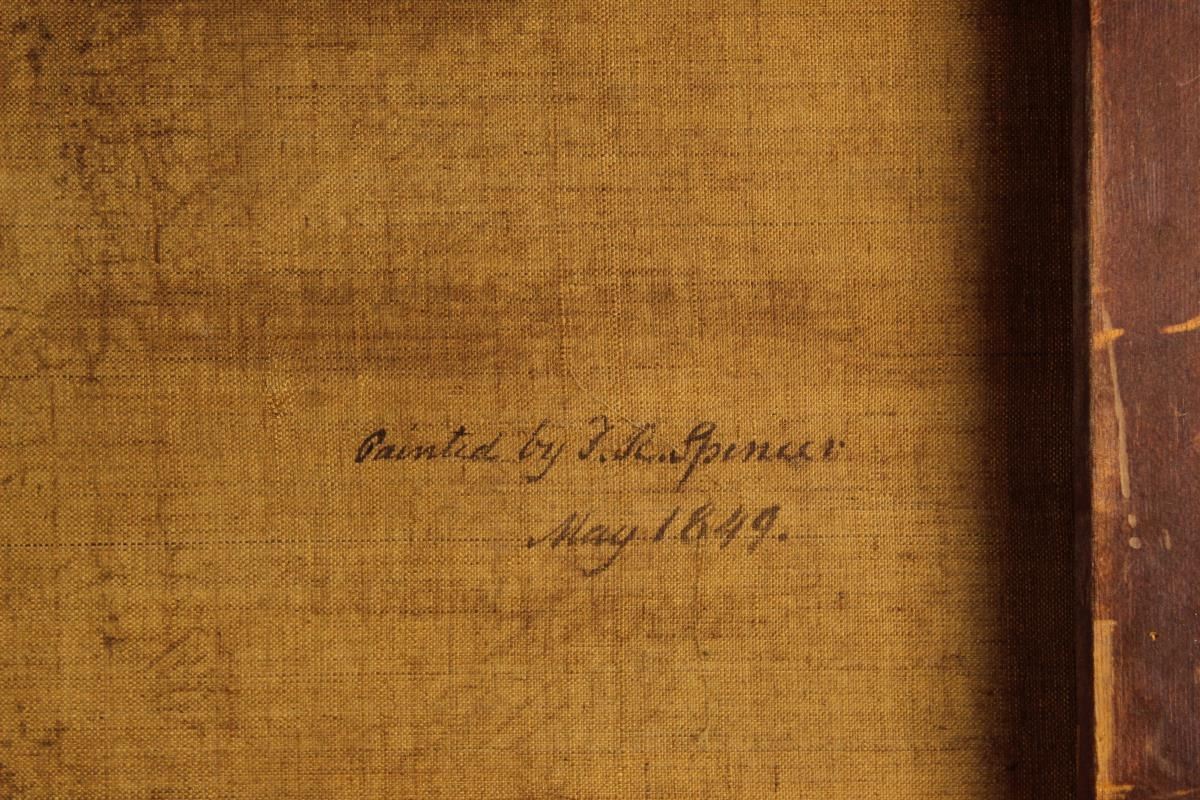 Painted by F. R. Spencer
May 1849.